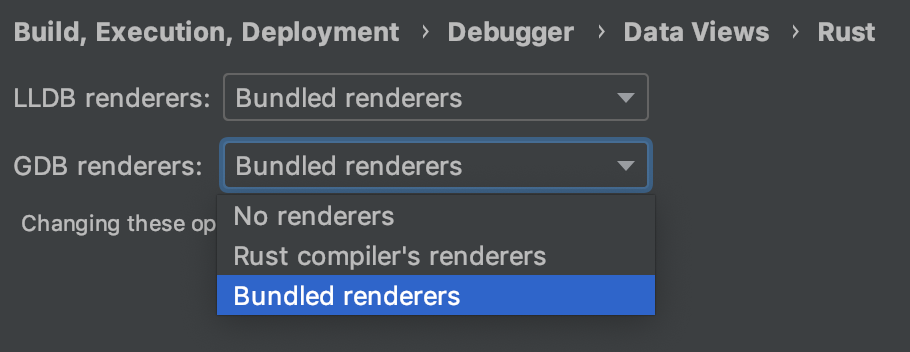 Build, Execution, Deployment › Debugger › Data Views › Rust
LLDB renderers: Bundled renderers
GDB renderers: Bundled renderers
Changing these op
No renderers
Rust compiler's renderers
Bundled renderers